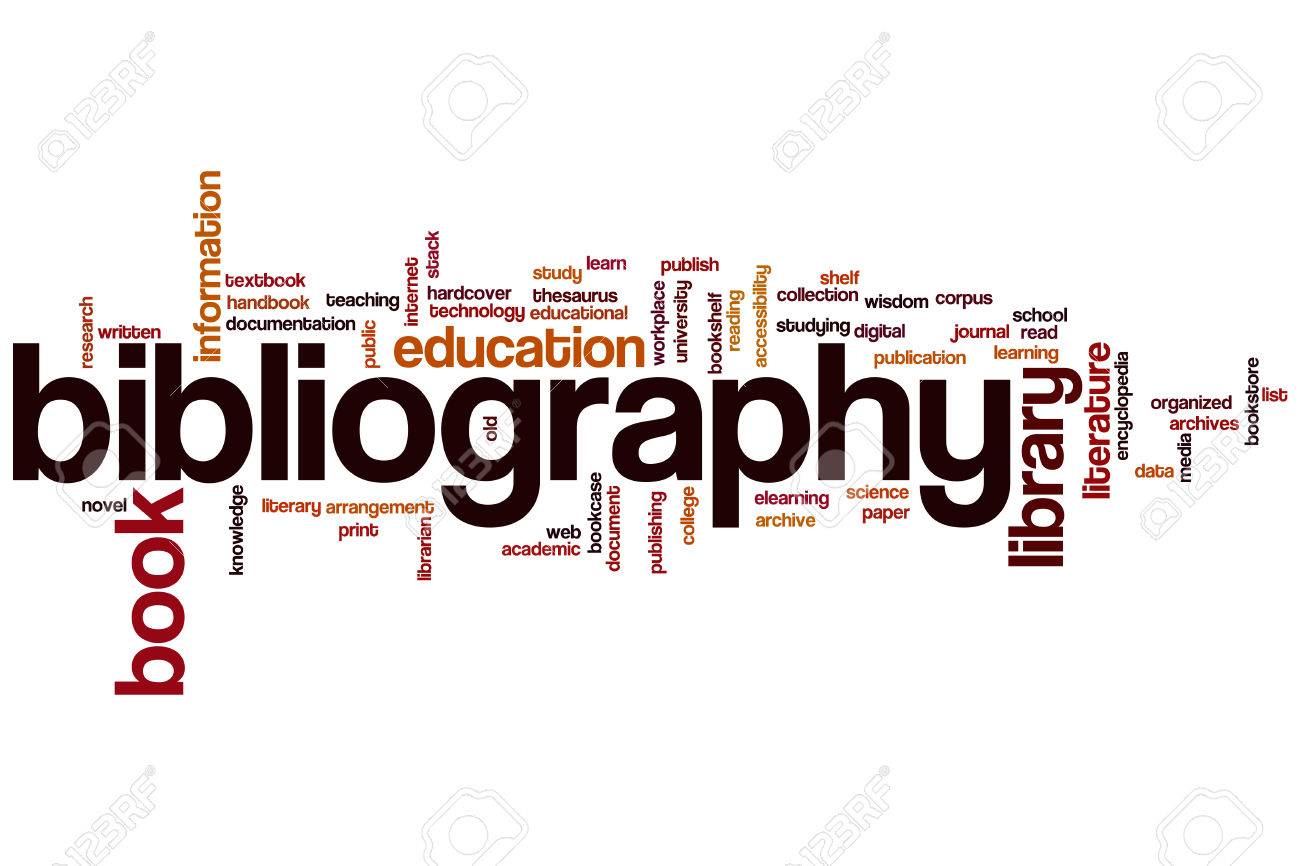 information
research
written
textbook
handbook
documentation
teaching
public
internet
stack
hardcover
technology
education
study
learn
thesaurus
educational
publish
workplace
university
bookshelf
reading
accessibility
shelf
collection
wisdom
corpus
studying
digital
publication
journal
school
read
learning
bibliography
old
library
literature
encyclopedia
organized
archives
bookstore
list
data
media
novel
book
knowledge
literary
arrangement
print
librarian
web
academic
bookcase
document
publishing
college
elearning
archive
science
paper
123RF
123RF
123RF
123RF